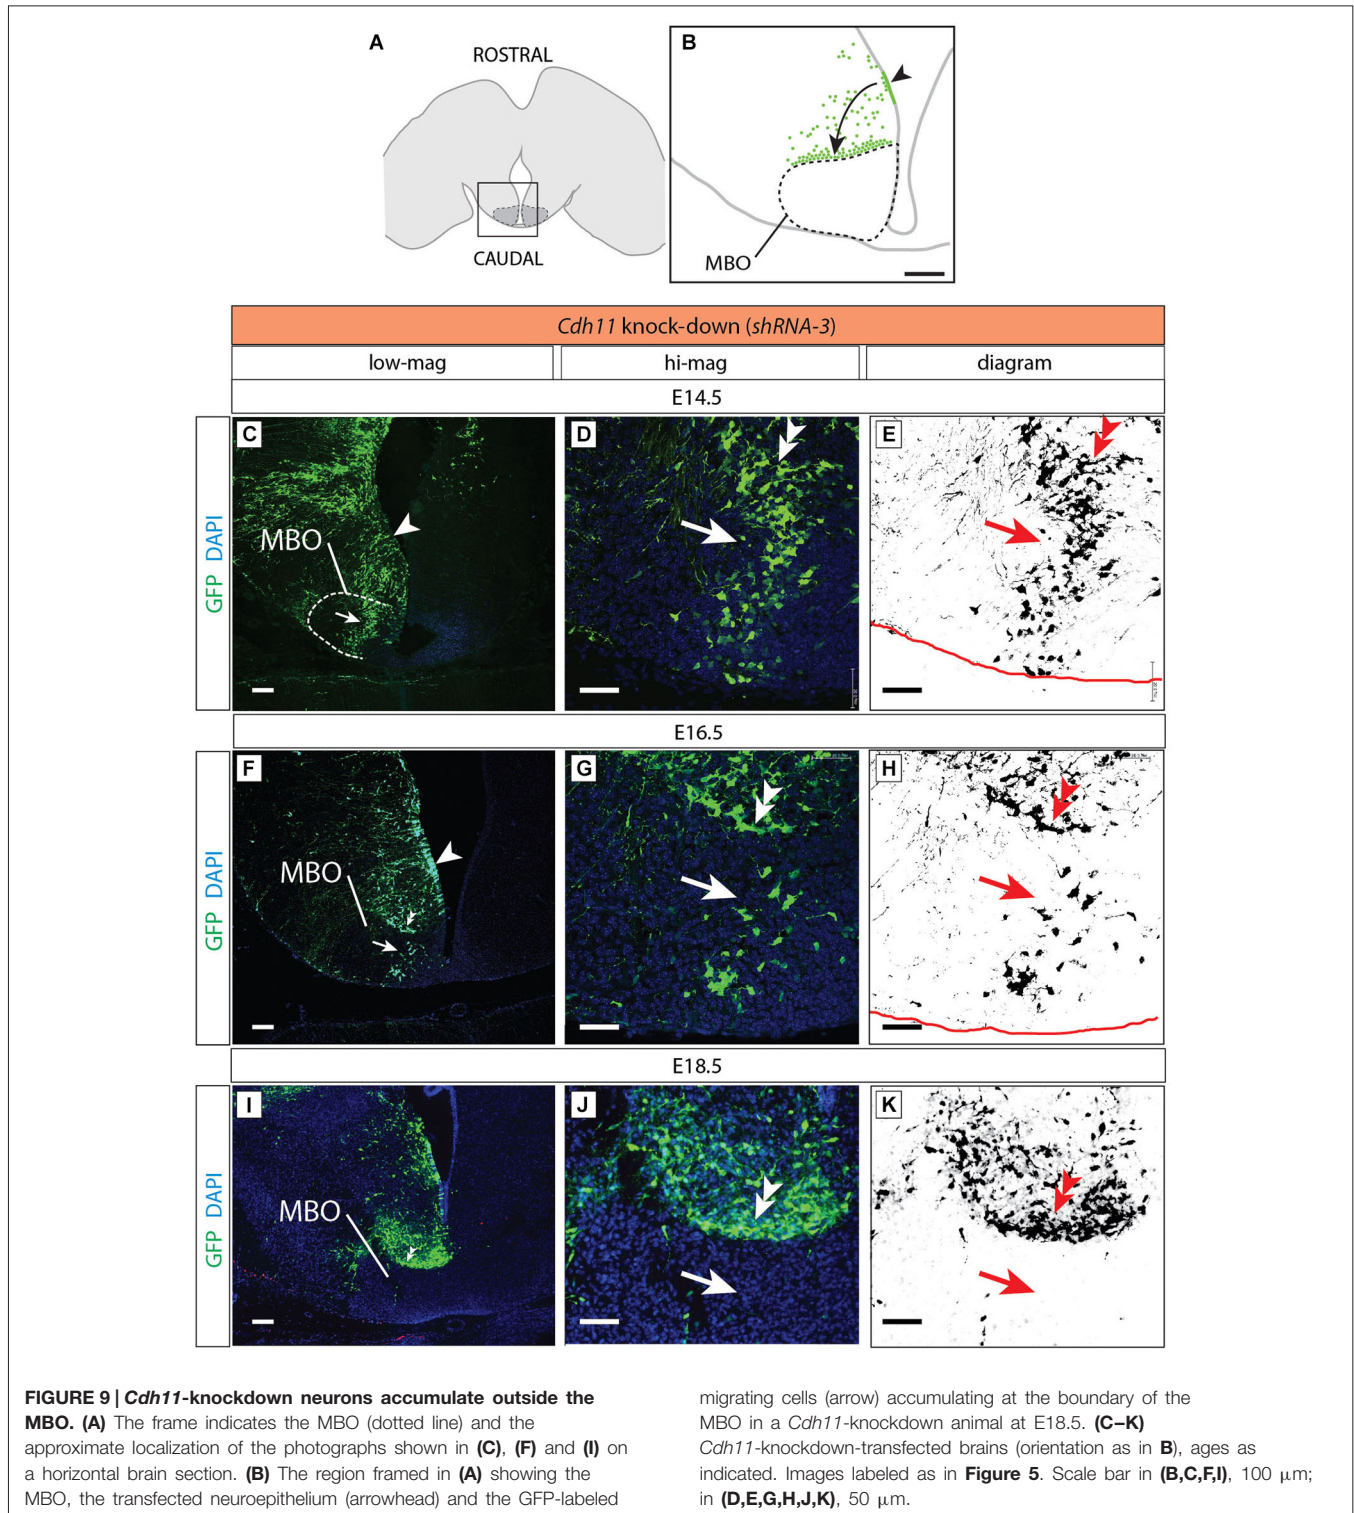 A
ROSTRAL
CAUDAL
B
MBO
Cdh11 knock-down (shRNA-3)
low-mag
hi-mag
diagram
E14.5
GFP DAPI
C
MBO
D
E
E16.5
GFP DAPI
F
MBO
G
H
E18.5
GFP DAPI
I
MBO
J
K
FIGURE 9 | Cdh11-knockdown neurons accumulate outside the
MBO. (A) The frame indicates the MBO (dotted line) and the
approximate localization of the photographs shown in (C), (F) and (I) on
a horizontal brain section. (B) The region framed in (A) showing the
MBO, the transfected neuroepithelium (arrowhead) and the GFP-labeled
migrating cells (arrow) accumulating at the boundary of the
MBO in a Cdh11-knockdown animal at E18.5. (C–K)
Cdh11-knockdown-transfected brains (orientation as in B), ages as
indicated. Images labeled as in Figure 5. Scale bar in (B,C,F,I), 100 μm;
in (D,E,G,H,J,K), 50 μm.